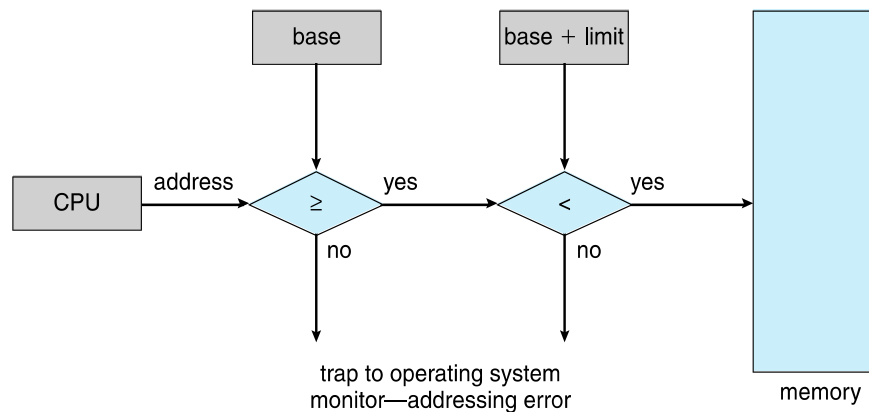 base
base + limit
CPU
address
≥
yes
<
yes
no
no
trap to operating system
monitor—addressing error
memory